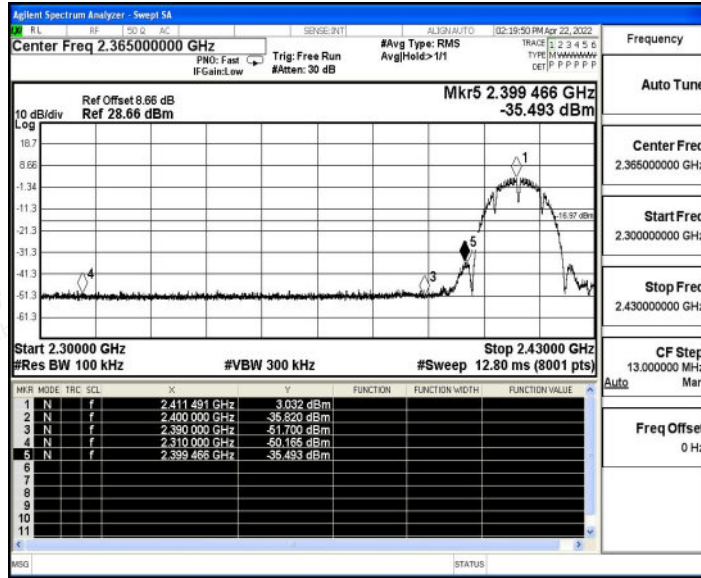 Agilent Spectrum Analyzer - Swept SA
RL RF 50 Ω AC SENSE:INT ALIGNAUTO 02:19:50 PM Apr 22, 2022
Center Freq 2.365000000 GHz
PNO: Fast
IFGain:Low
Trig: Free Run
#Atten: 30 dB
#Avg Type: RMS
Avg|Hold:>1/1
TRACE 1 2 3 4 5 6
TYPE MWWWWW
DET P P P P P P
Ref Offset 8.66 dB
Ref 28.66 dBm
10 dB/div
Log
Mkr5 2.399 466 GHz
-35.493 dBm
18.7
8.66
-1.34
-11.3
-21.3
-31.3
-41.3
-51.3
-61.3
1
-16.97 dBm
5
4
3
Start 2.30000 GHz
Stop 2.43000 GHz
#Res BW 100 kHz
#VBW 300 kHz
#Sweep 12.80 ms (8001 pts)
MKR MODE TRC SCL X Y FUNCTION FUNCTION WIDTH FUNCTION VALUE
1 N f 2.411 491 GHz 3.032 dBm
2 N f 2.400 000 GHz -35.820 dBm
3 N f 2.390 000 GHz -51.700 dBm
4 N f 2.310 000 GHz -50.165 dBm
5 N f 2.399 466 GHz -35.493 dBm
6
7
8
9
10
11
MSG
STATUS
Frequency
Auto Tune
Center Freq
2.365000000 GHz
Start Freq
2.300000000 GHz
Stop Freq
2.430000000 GHz
CF Step
13.000000 MHz
Auto Man
Freq Offset
0 Hz